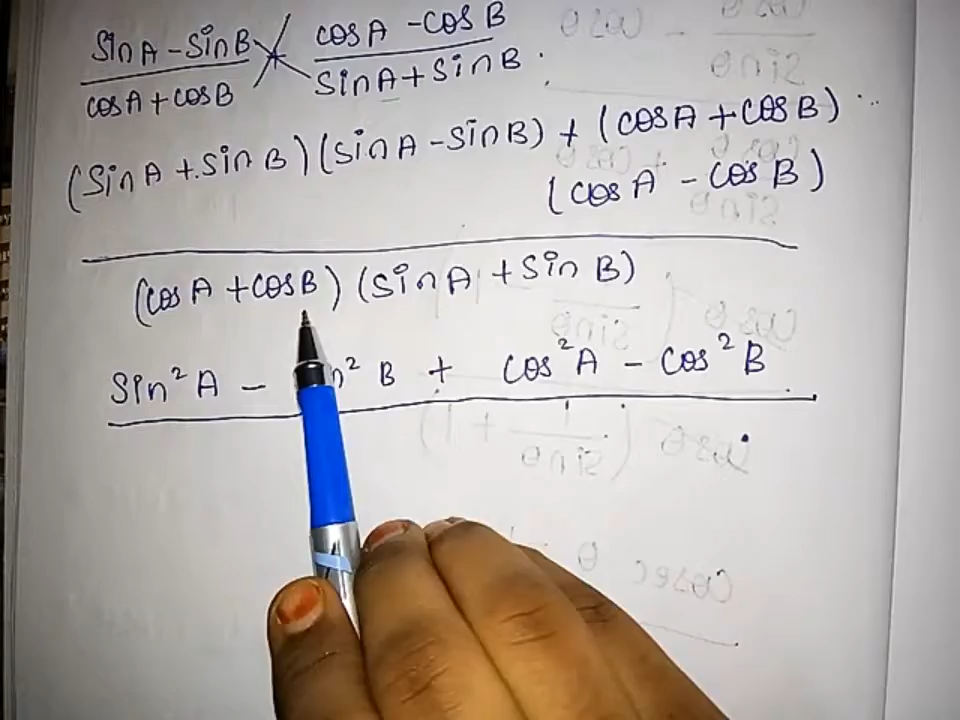 SinA - SinB   cosA - cosB
cosA + cosB   SinA + SinB
(SinA + SinB)(SinA - SinB) + (cosA + cosB)
(cosA - cosB)
(cosA + cosB)(SinA + SinB)
Sin²A - n² B + cos²A - cos²B